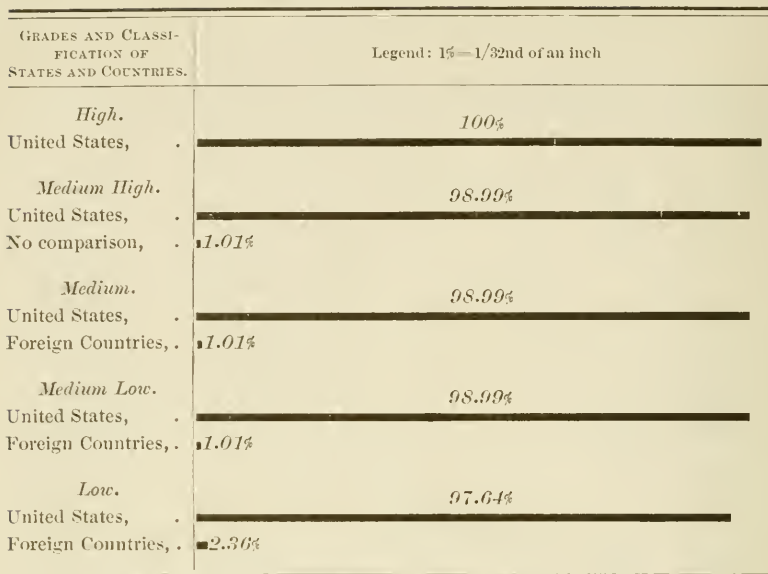 GRADES AND CLASSI-
FICATION OF
STATES AND COUNTRIES.
Legend: 1%=1/32nd of an inch
High.
100%
United States, .
Medium High.
98.99%
United States, .
No comparison, . 1.01%
Medium.
98.99%
United States, .
Foreign Countries, . 1.01%
Medium Low.
98.99%
United States, .
Foreign Countries, . 1.01%
Low.
97.64%
United States, .
Foreign Countries, . 2.36%